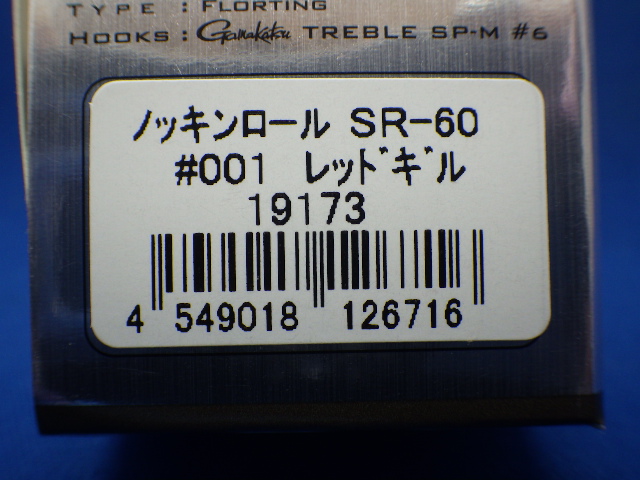 TYPE : FLORTING
HOOKS : Gamakatsu TREBLE SP-M #6
ノッキンロール SR-60
#001 レッドギル
19173
4 549018 126716